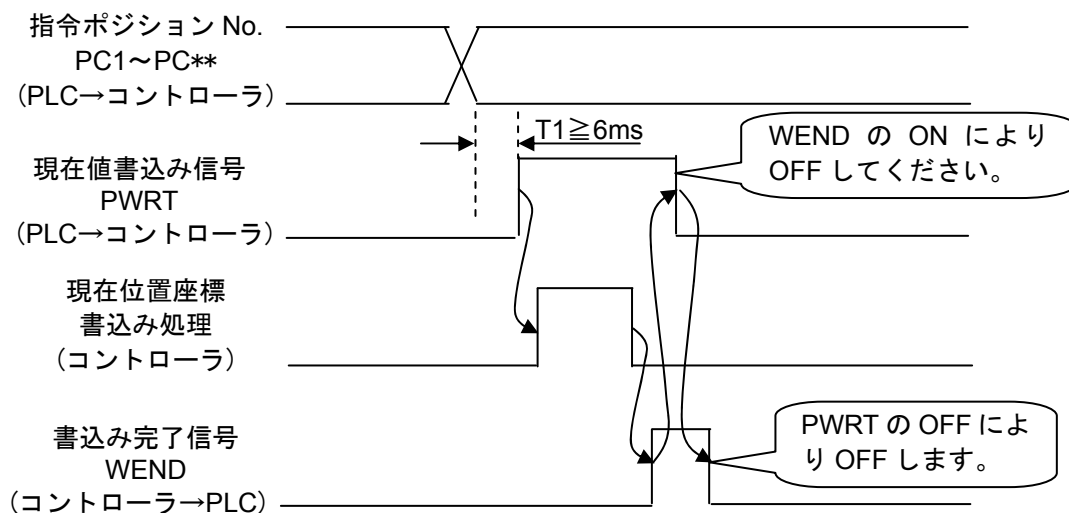 指令ポジション No.
PC1～PC**
(PLC→コントローラ)
T1≧6ms
WEND の ON により
OFF してください。
現在値書込み信号
PWRT
(PLC→コントローラ)
現在位置座標
書込み処理
(コントローラ)
PWRT の OFF によ
り OFF します。
書込み完了信号
WEND
(コントローラ→PLC)